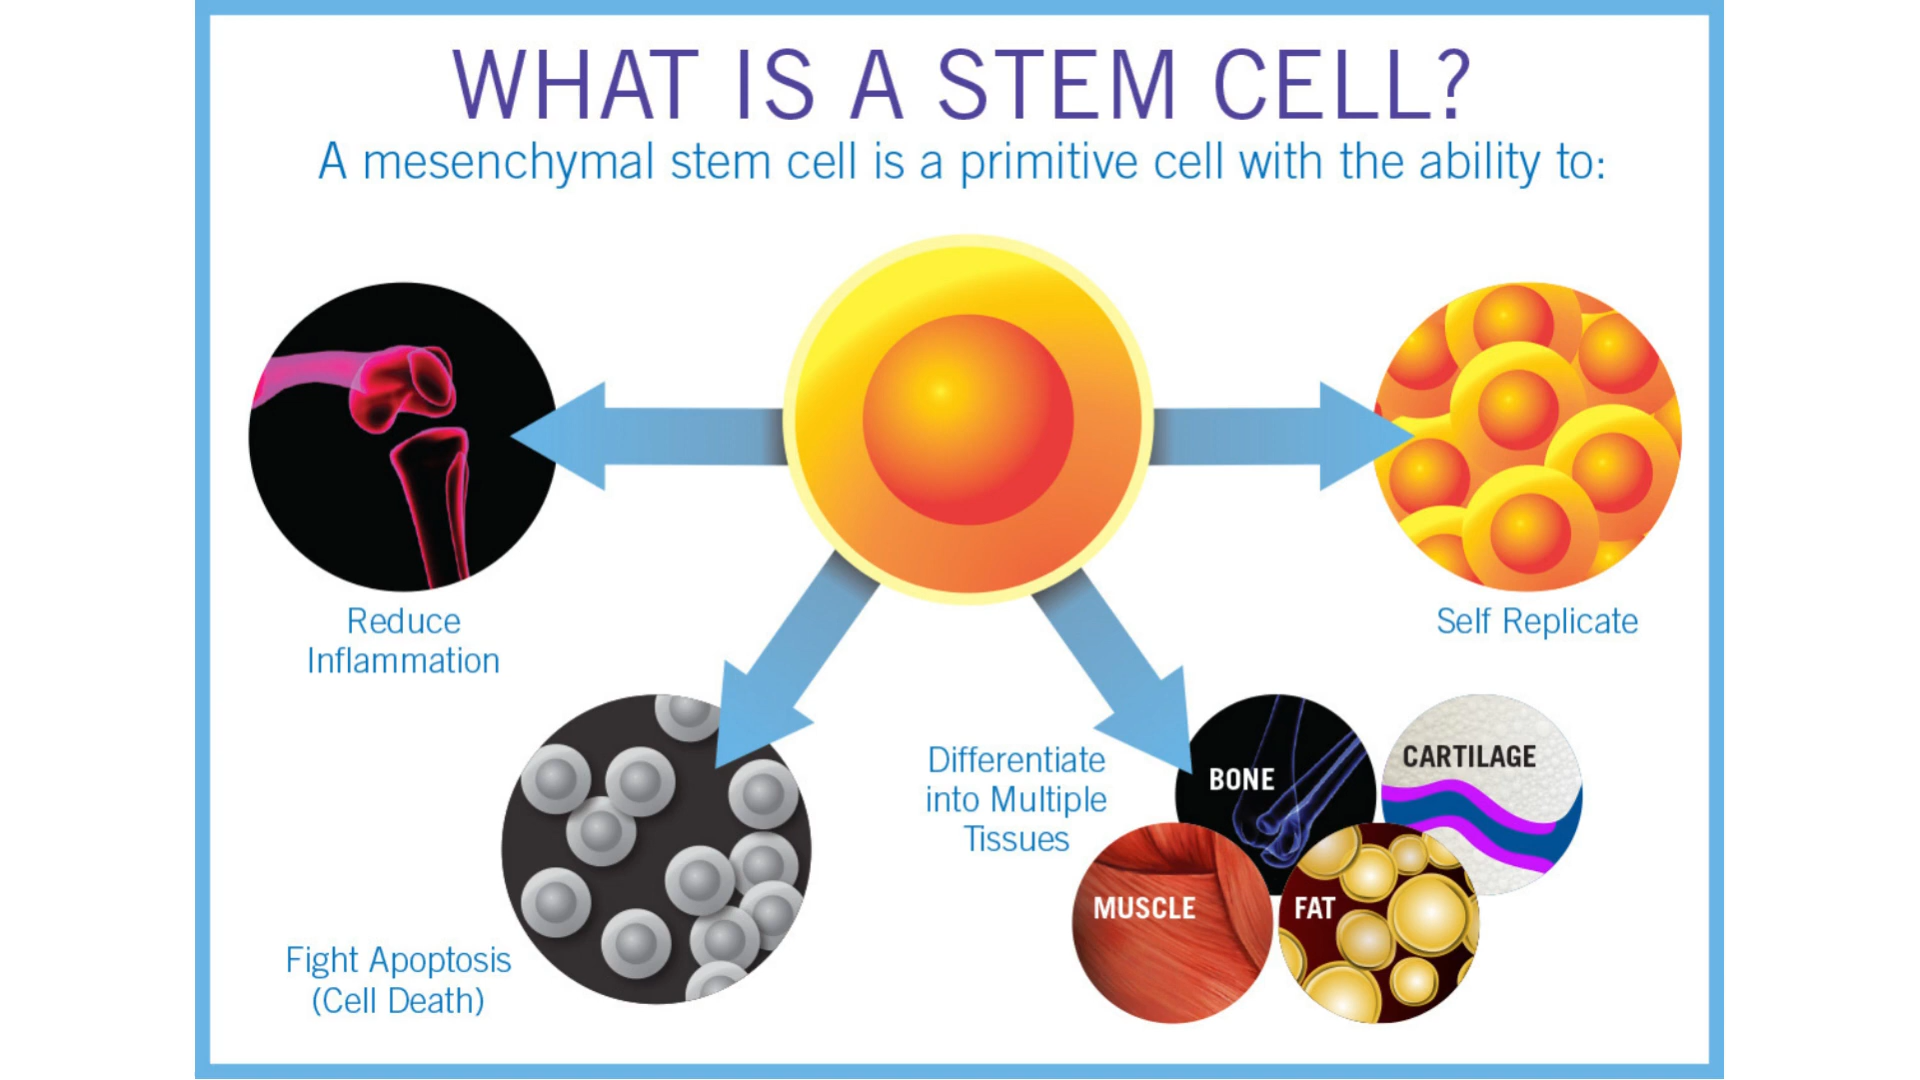 WHAT IS A STEM CELL?
A mesenchymal stem cell is a primitive cell with the ability to:
Reduce
Inflammation
Self Replicate
Fight Apoptosis
(Cell Death)
Differentiate
into Multiple
Tissues
BONE
CARTILAGE
MUSCLE
FAT